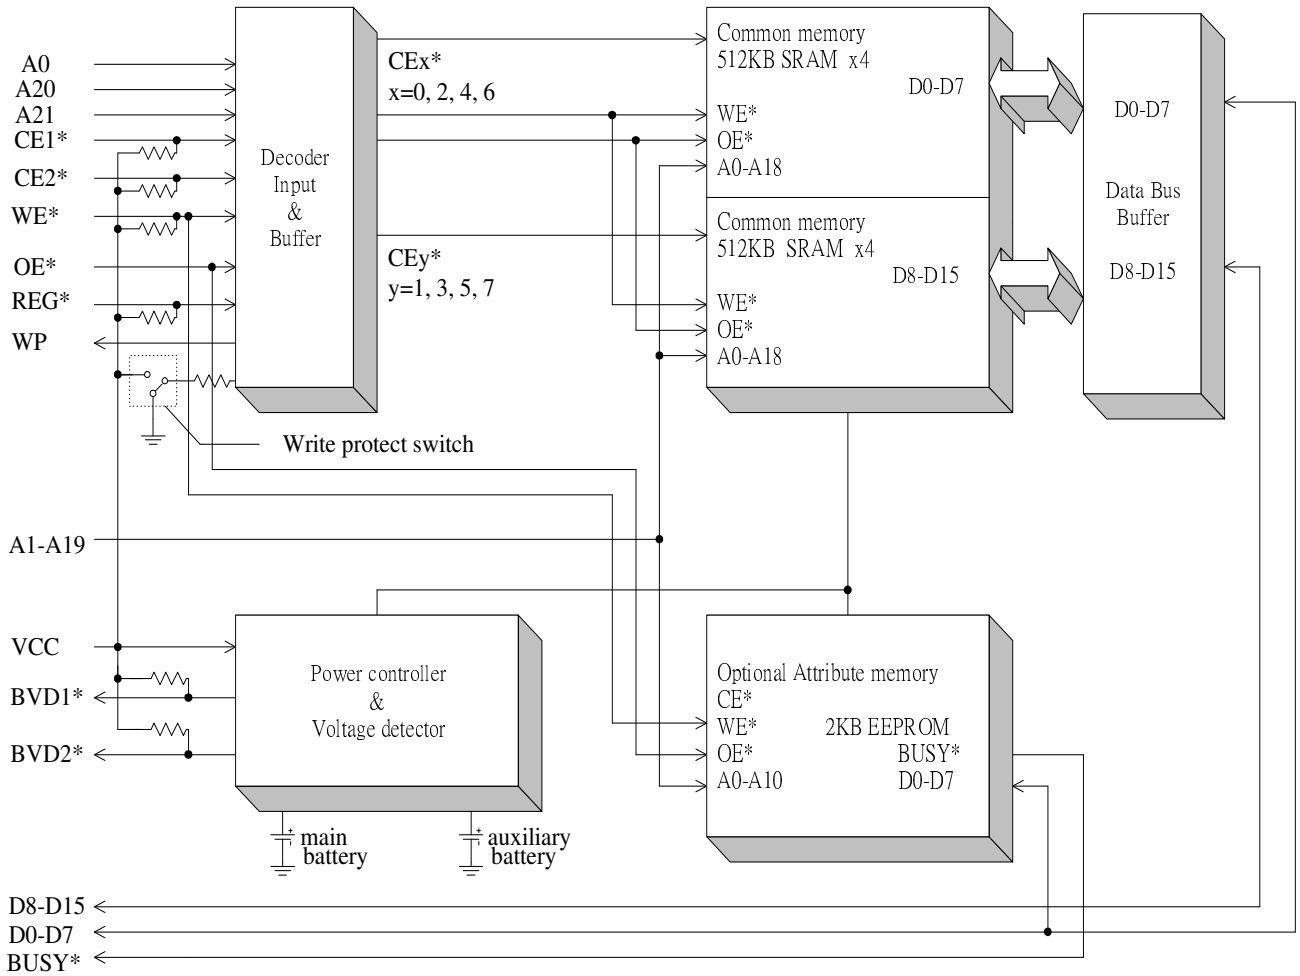 A0
A20
A21
CE1*
CE2*
WE*
OE*
REG*
WP
Decoder
Input
&
Buffer
CEx*
x=0, 2, 4, 6
CEy*
y=1, 3, 5, 7
Common memory
512KB SRAM x4
D0-D7
WE*
OE*
A0-A18
Common memory
512KB SRAM x4
D8-D15
WE*
OE*
A0-A18
D0-D7
Data Bus
Buffer
D8-D15
Write protect switch
A1-A19
VCC
BVD1*
BVD2*
Power controller
&
Voltage detector
+ main
battery
+ auxiliary
battery
Optional Attribute memory
CE*
WE* 2KB EEPROM
OE* BUSY*
A0-A10 D0-D7
D8-D15
D0-D7
BUSY*